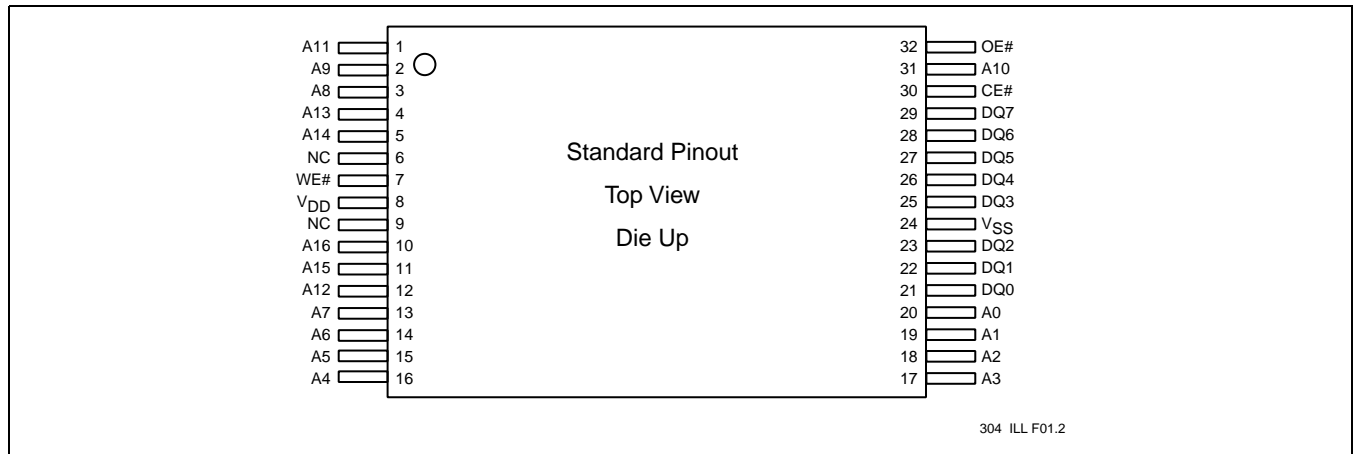 A11 1 32 OE#
A9 2 31 A10
A8 3 30 CE#
A13 4 29 DQ7
A14 5 28 DQ6
NC 6 27 DQ5
WE# 7 26 DQ4
VDD 8 25 DQ3
NC 9 24 VSS
A16 10 23 DQ2
A15 11 22 DQ1
A12 12 21 DQ0
A7 13 20 A0
A6 14 19 A1
A5 15 18 A2
A4 16 17 A3
Standard Pinout
Top View
Die Up
304 ILL F01.2